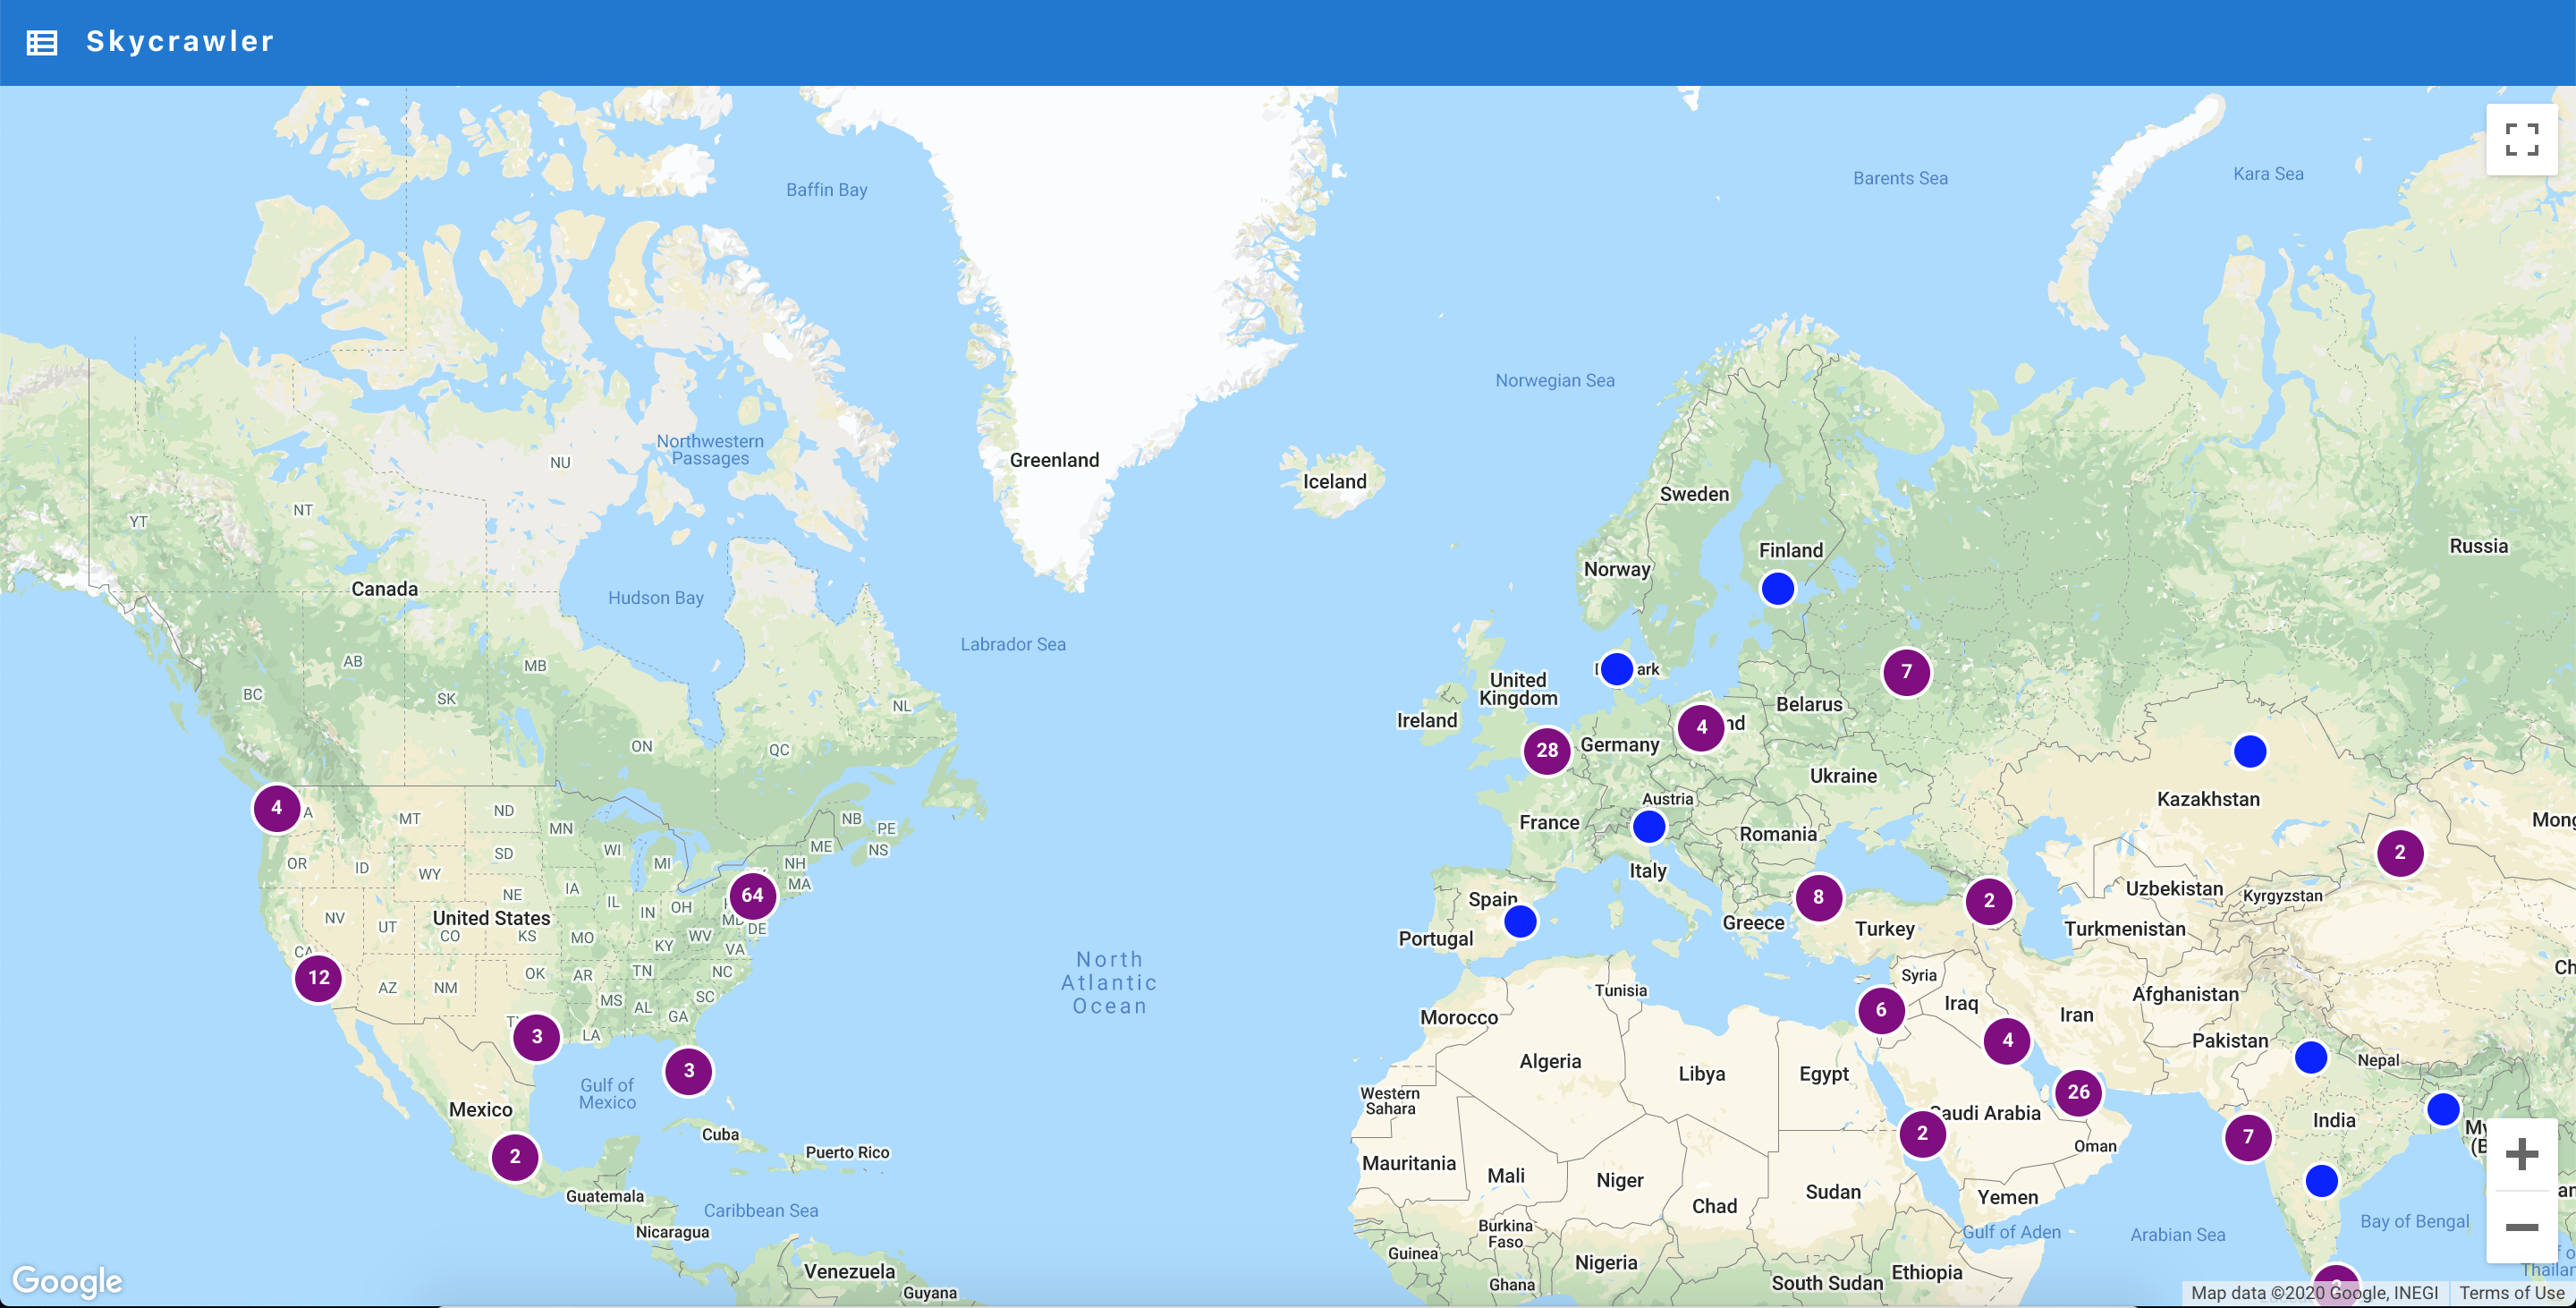 Skycrawler
Baffin Bay
Barents Sea
Kara Sea
Norwegian Sea
Northwestern
Passages
NU
Greenland
Iceland
Sweden
NT
YT
Finland
Russia
Norway
Canada
Hudson Bay
Labrador Sea
AB
MB
BC
SK
NL
ark
7
United
Kingdom
Ireland
Belarus
4
nd
ON
QC
28
Germany
Ukraine
Austria
Kazakhstan
4
A
MT
ND
MN
NB
PE
ME
NS
France
Romania
Mong
WI
MI
NH
MA
OR
ID
WY
SD
2
Italy
NE
IA
IL
IN
OH
64
MD
DE
Spain
8
2
Uzbekistan
Kyrgyzstan
NV
UT
United States
CO
KS
MO
KY
WV
VA
Portugal
Greece
Turkey
Turkmenistan
CA
12
AZ
NM
OK
AR
TN
NC
MS
AL
SC
GA
North
Atlantic
Ocean
Tunisia
Syria
Ch
Afghanistan
Morocco
6
Iraq
Iran
3
LA
4
Pakistan
Nepal
3
Algeria
Libya
Egypt
Gulf of
Mexico
Western
Sahara
26
Mexico
Saudi Arabia
India
2
Cuba
Puerto Rico
2
7
Oman
My
(B
Mauritania
Mali
Niger
Chad
Sudan
Yemen
an
Guatemala
Caribbean Sea
Nicaragua
Burkina
Faso
Gulf of Aden
Arabian Sea
Bay of Bengal
Guinea
Nigeria
Ethiopia
f o
Thailan
Venezuela
Guyana
Ghana
South Sudan
Google
Map data ©2020 Google, INEGI
Terms of Use